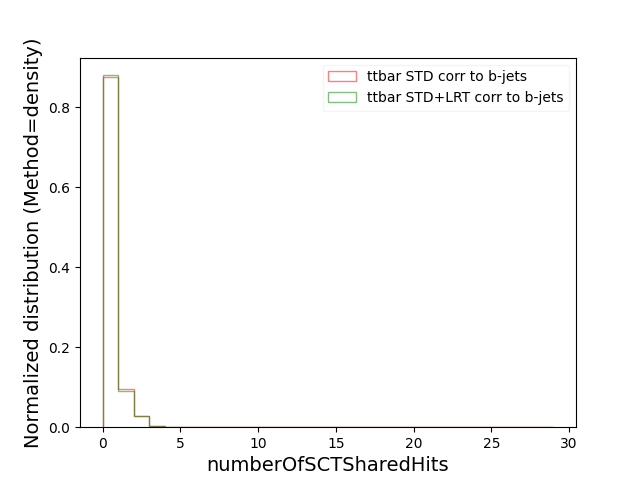 ttbar STD corr to b-jets
ttbar STD+LRT corr to b-jets
Normalized distribution (Method=density)
0.8
0.6
0.4
0.2
0.0
0 5 10 15 20 25 30
numberOfSCTSharedHits